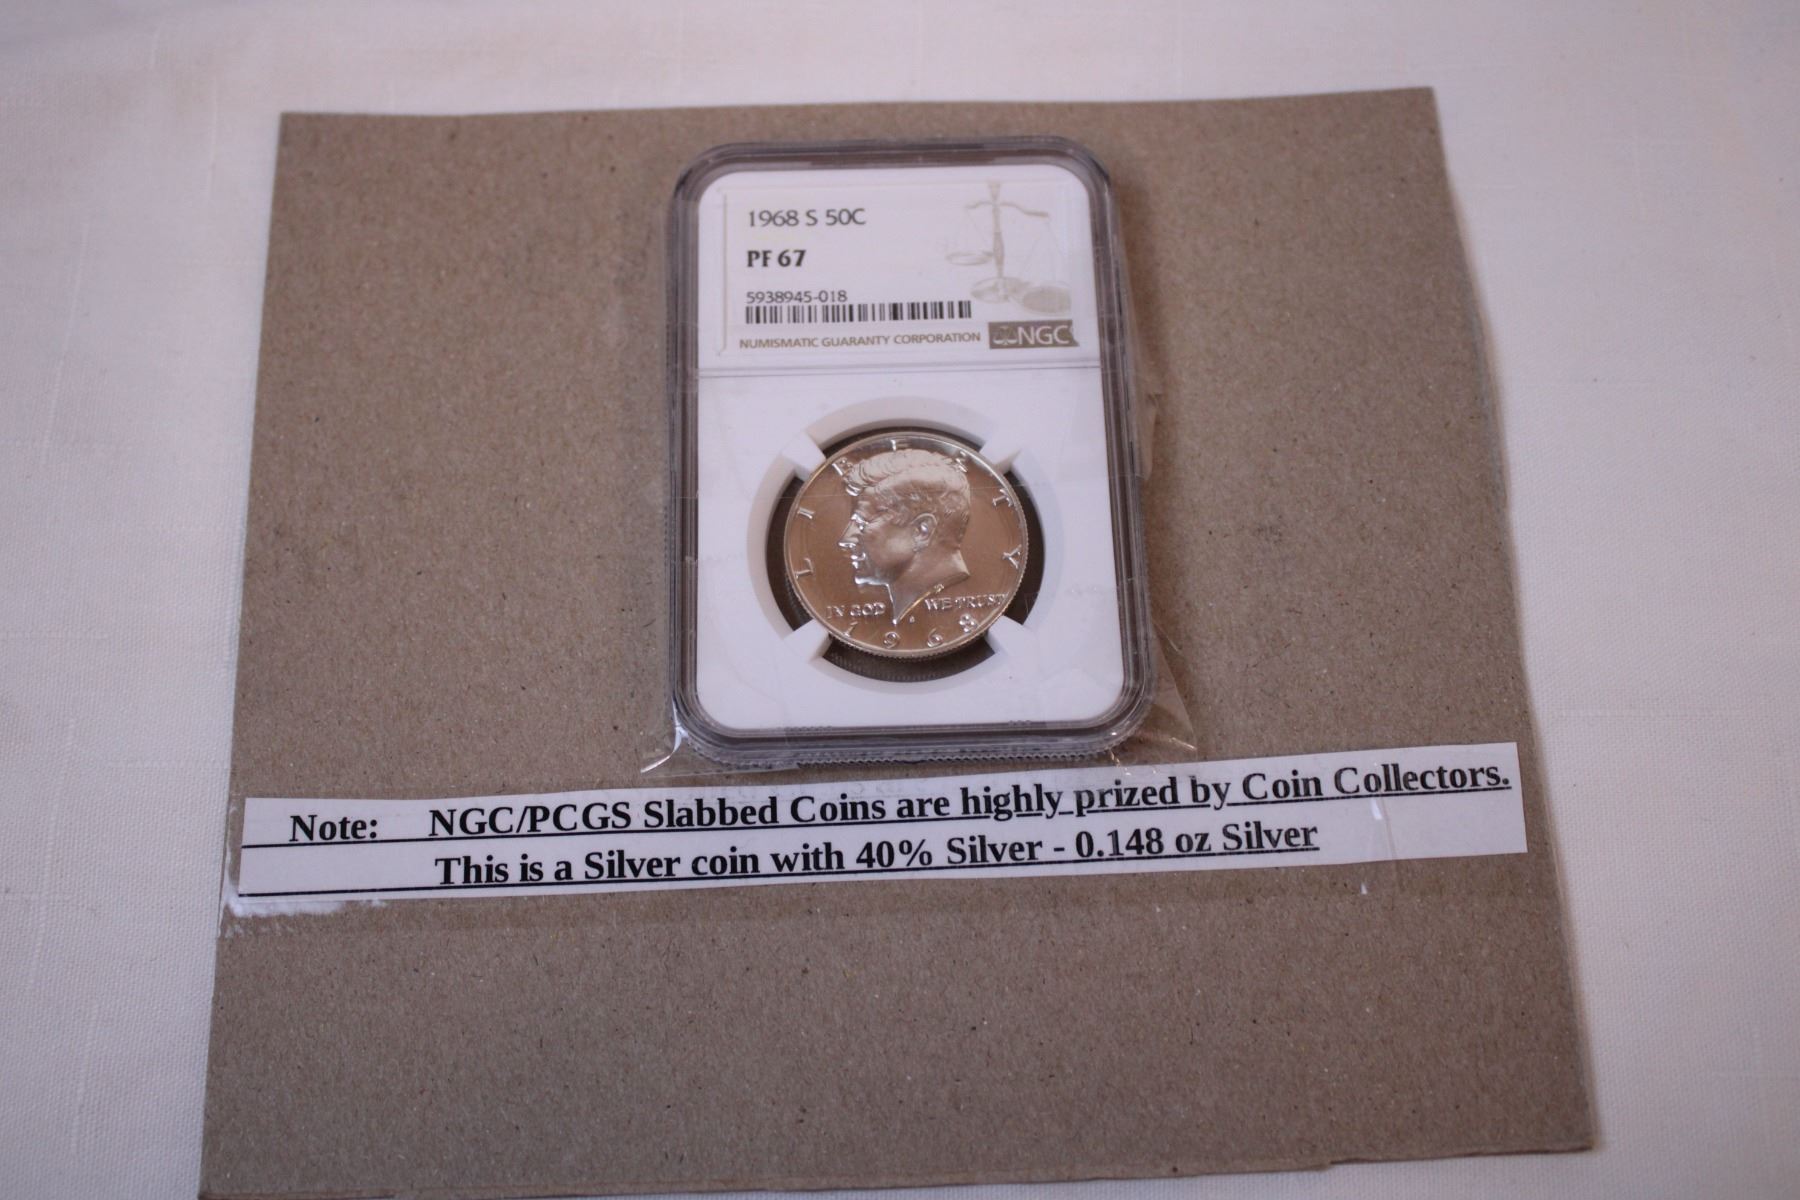 1968 S 50C
PF 67
5938945-018
NUMISMATIC GUARANTY CORPORATION NGC
LIBERTY
IN GOD WE TRUST
S
1968
Note: NGC/PCGS Slabbed Coins are highly prized by Coin Collectors.
This is a Silver coin with 40% Silver - 0.148 oz Silver